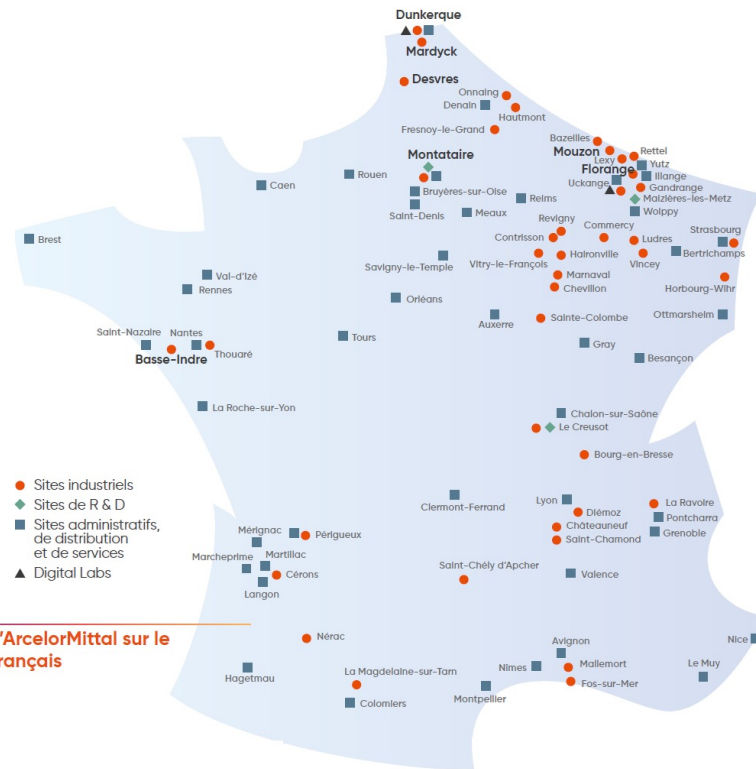 Dunkerque
Mardyck
Desvres
Onnaing
Denain
Hautmont
Fresnoy-le-Grand
Bazeilles
Mouzon
Rettel
Lexy
Yutz
Florange
Illange
Uckange
Gandrange
Maizières-les-Metz
Woippy
Montataire
Rouen
Caen
Bruyères-sur-Oise
Saint-Denis
Meaux
Reims
Revigny
Commercy
Strasbourg
Contrisson
Ludres
Bertrichamps
Brest
Vitry-le-François
Haironville
Vincey
Savigny-le-Temple
Val-d'Izé
Marnaval
Horbourg-Wihr
Rennes
Chevillon
Orléans
Auxerre
Sainte-Colombe
Ottmarsheim
Saint-Nazaire
Nantes
Tours
Gray
Basse-Indre
Thouaré
Besançon
La Roche-sur-Yon
Chalon-sur-Saône
Le Creusot
Bourg-en-Bresse
Sites industriels
Sites de R & D
Sites administratifs,
de distribution
et de services
Digital Labs
Clermont-Ferrand
Lyon
La Ravoire
Diémoz
Pontcharra
Mérignac
Châteauneuf
Périgueux
Grenoble
Saint-Chamond
Marcheprime
Martillac
Saint-Chély d'Apcher
Cérons
Valence
Langon
'ArcelorMittal sur le
rançais
Nérac
Avignon
Nice
Hagetmau
La Magdelaine-sur-Tarn
Nîmes
Mallemort
Le Muy
Colomiers
Montpellier
Fos-sur-Mer